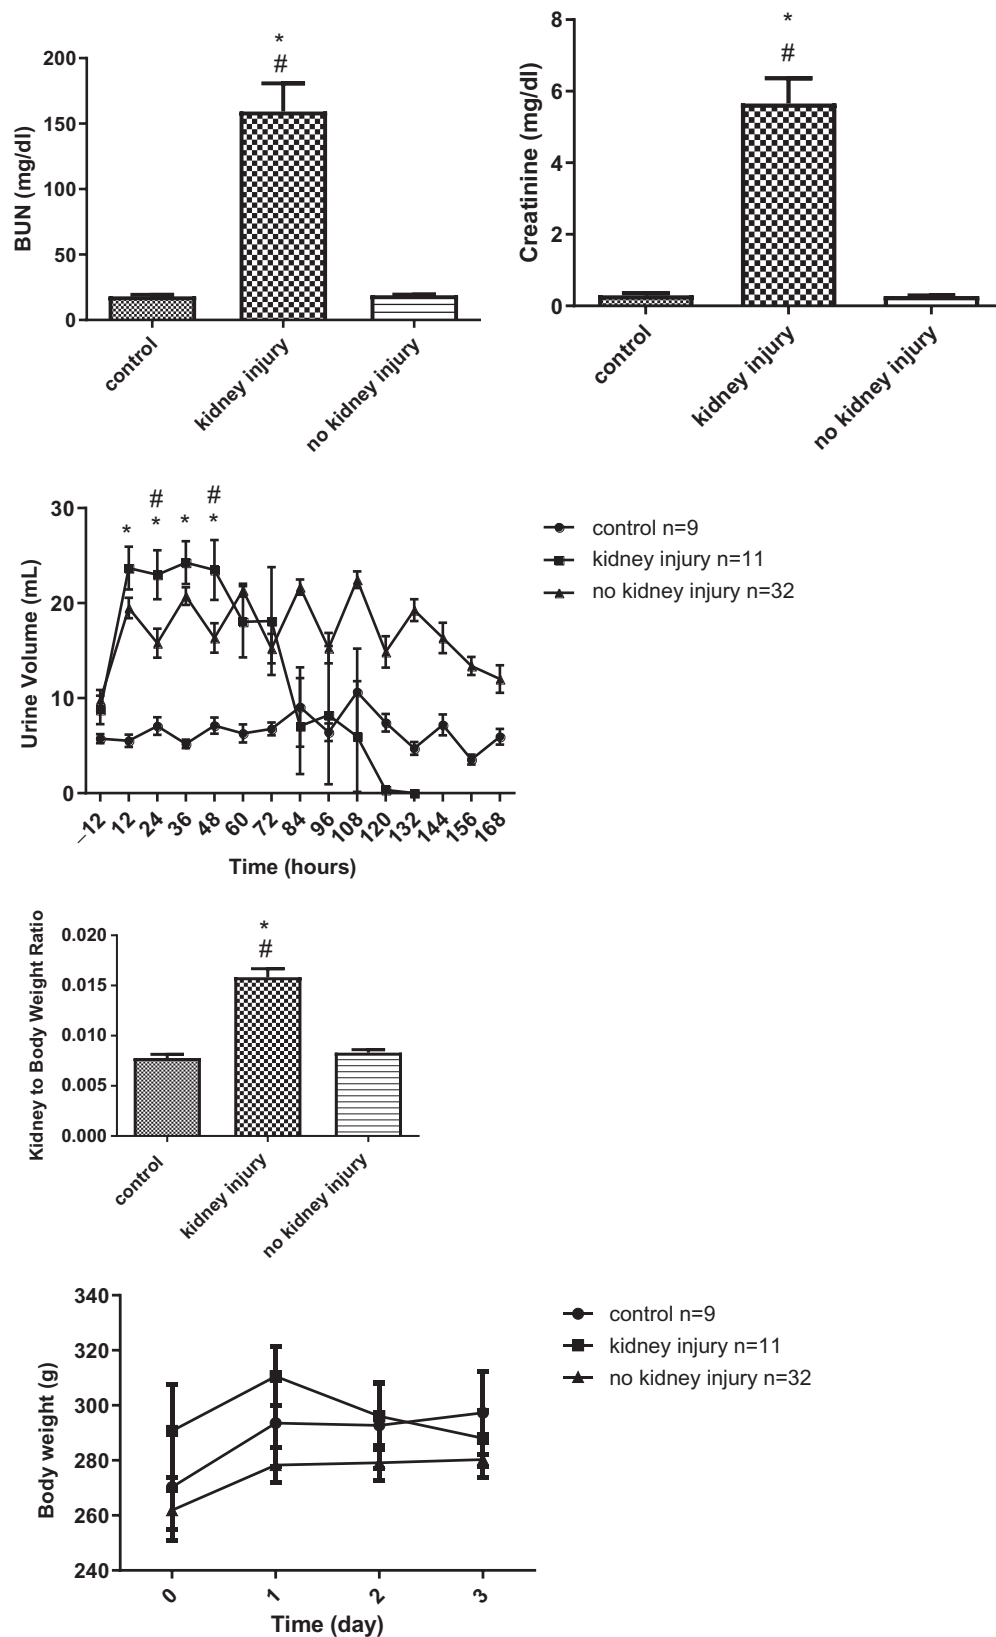 *
#
200
150
100
50
0
BUN (mg/dl)
control
kidney injury
no kidney injury
*
#
8
6
4
2
0
Creatinine (mg/dl)
control
kidney injury
no kidney injury
# #
* * * *
30
20
10
0
Urine Volume (mL)
–12 12 24 36 48 60 72 84 96 108 120 132 144 156 168
Time (hours)
control n=9
kidney injury n=11
no kidney injury n=32
*
#
0.020
0.015
0.010
0.005
0.000
Kidney to Body Weight Ratio
control
kidney injury
no kidney injury
340
320
300
280
260
240
Body weight (g)
0 1 2 3
Time (day)
control n=9
kidney injury n=11
no kidney injury n=32